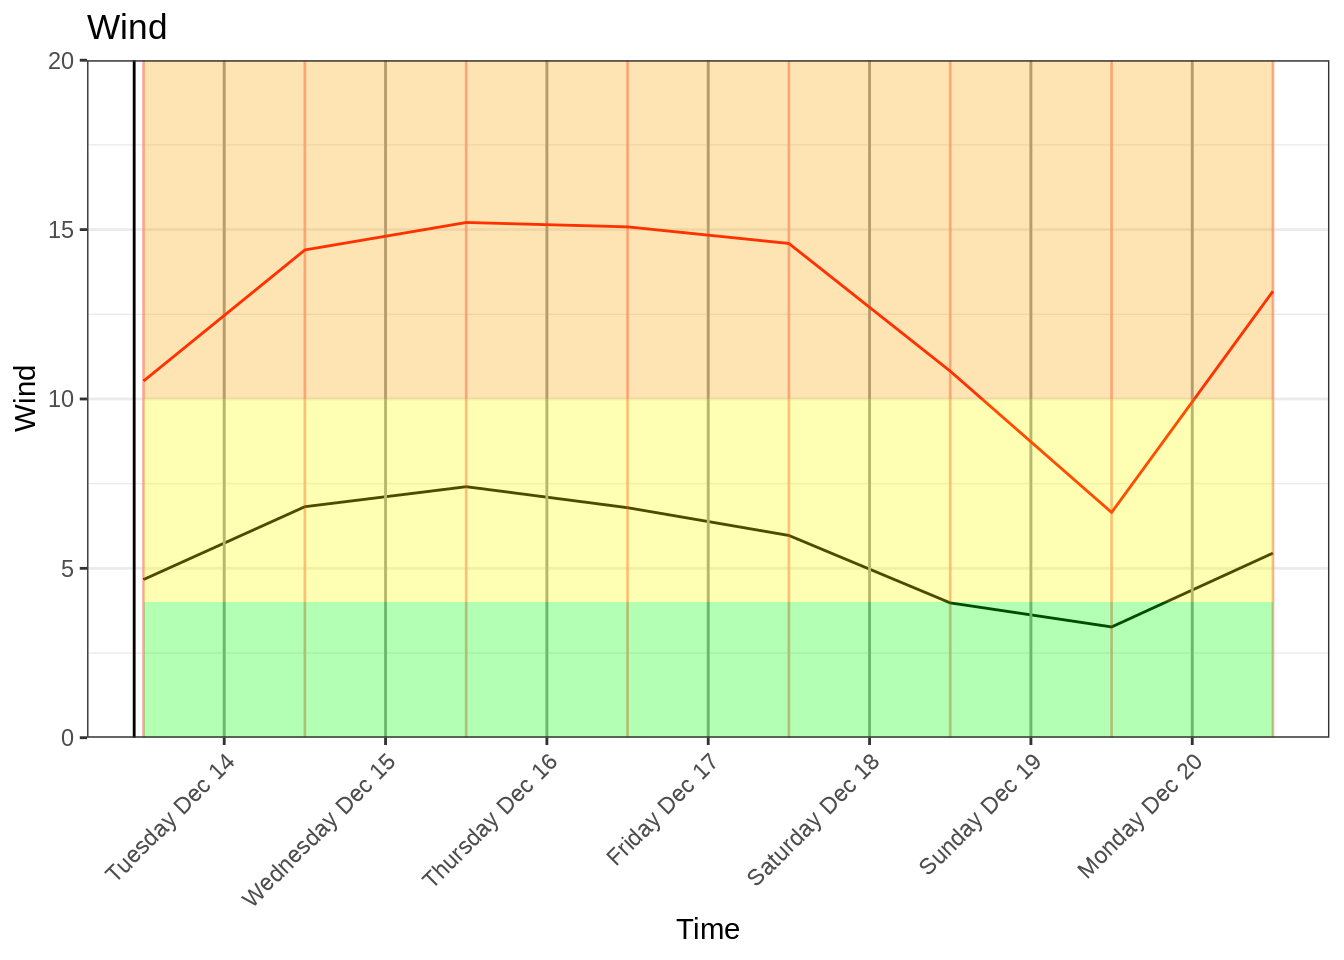 Wind
Wind
20
15
10
5
0
Tuesday Dec 14
Wednesday Dec 15
Thursday Dec 16
Friday Dec 17
Saturday Dec 18
Sunday Dec 19
Monday Dec 20
Time